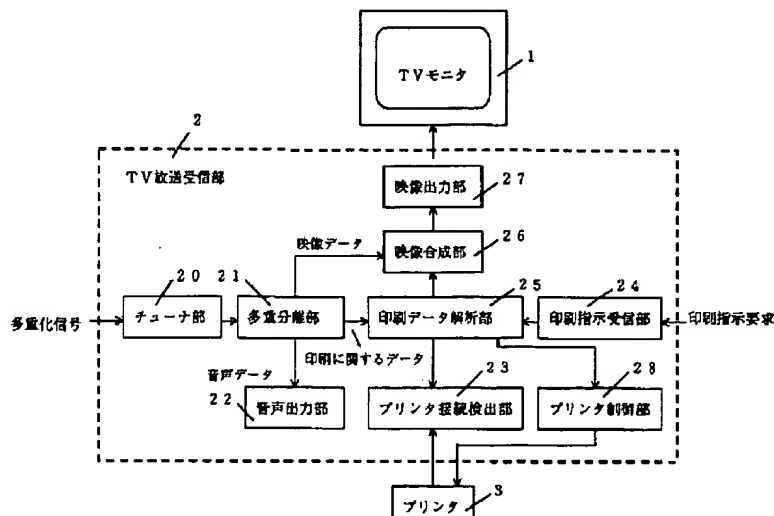 TVモニタ
1
2
TV放送受信部
映像出力部
27
映像データ
映像合成部
26
20
21
25
24
多重化信号
チューナ部
多重分離部
印刷データ解析部
印刷指示受信部
印刷指示要求
印刷に関するデータ
音声データ
23
28
22
音声出力部
プリンタ接続検出部
プリンタ制御部
プリンタ
3